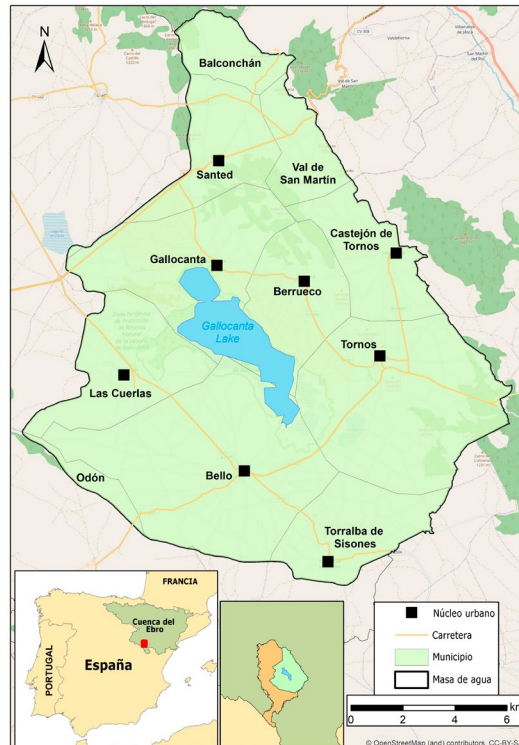 N
Balconchán
Santed
Val de
San Martín
Castejón de
Tornos
Gallocanta
Berrueco
Gallocanta
Lake
Tornos
Las Cuerlas
Odón
Bello
Torralba de
Sisones
FRANCIA
Cuenca del
Ebro
España
PORTUGAL
Núcleo urbano
Carretera
Municipio
Masa de agua
0 2 4 6
© OpenStreetMap (and) contributors, CC-BY-S